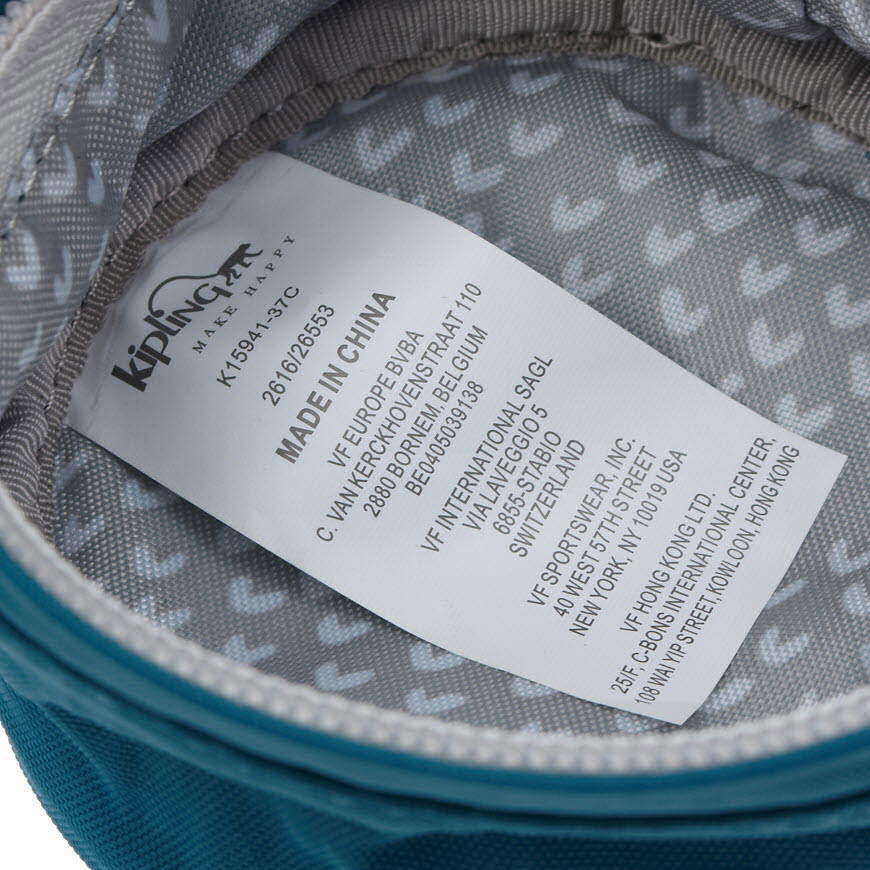 kipling
MAKE HAPPY
K15941-37C
2616/26553
MADE IN CHINA
VF EUROPE BVBA
C. VAN KERCKHOVENSTRAAT 110
2880 BORNEM, BELGIUM
BE0405039138
VF INTERNATIONAL SAGL
VIA LAVEGGIO 5
6855-STABIO
SWITZERLAND
VF SPORTSWEAR, INC.
40 WEST 57TH STREET
NEW YORK, NY 10019 USA
VF HONG KONG LTD.
25/F, C-BONS INTERNATIONAL CENTER,
108 WAI YIP STREET, KOWLOON, HONG KONG